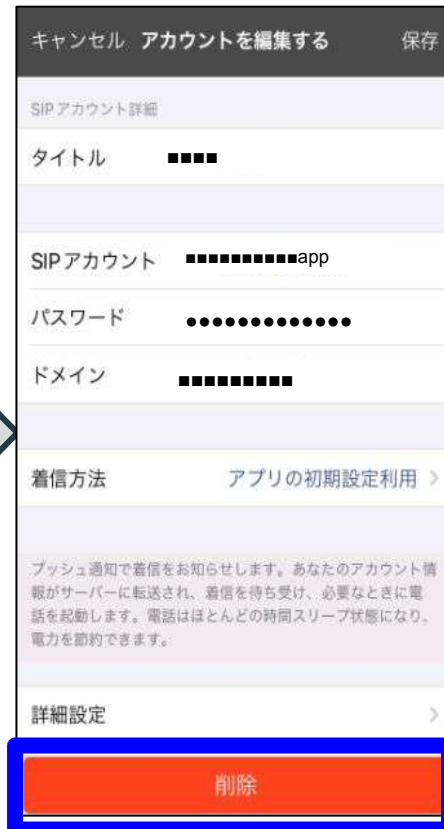 キャンセル アカウントを編集する 保存
SIPアカウント詳細
タイトル ■■■■
SIPアカウント ■■■■■■■■■■app
パスワード ●●●●●●●●●●●●●
ドメイン ■■■■■■■■■
着信方法 アプリの初期設定利用 >
プッシュ通知で着信をお知らせします。あなたのアカウント情
報がサーバーに転送され、着信を待ち受け、必要なときに電
話を起動します。電話はほとんどの時間スリープ状態になり、
電力を節約できます。
詳細設定 >
削除